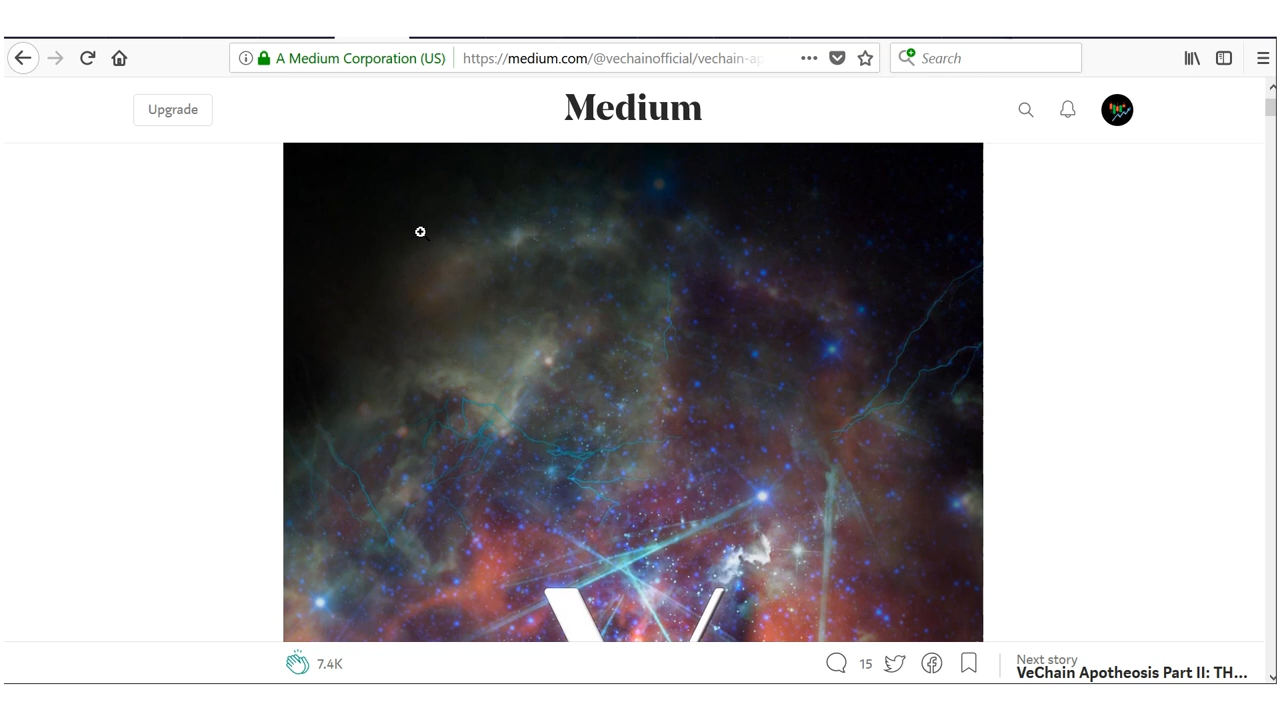 A Medium Corporation (US) https://medium.com/@vechainofficial/vechain-ap Search
Upgrade Medium
7.4K 15 Next story
VeChain Apotheosis Part II: TH...